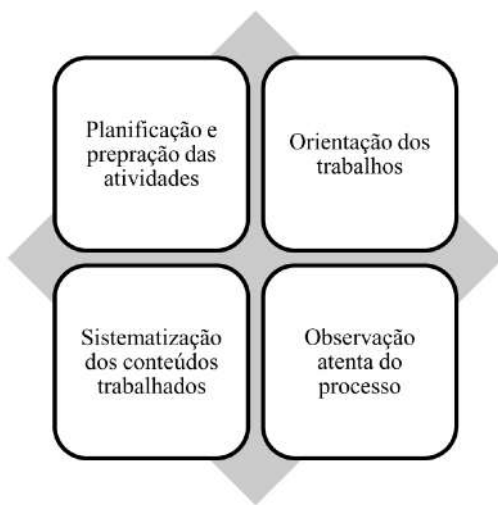 Planificação e
prepração das
atividades
Orientação dos
trabalhos
Sistematização
dos conteúdos
trabalhados
Observação
atenta do
processo